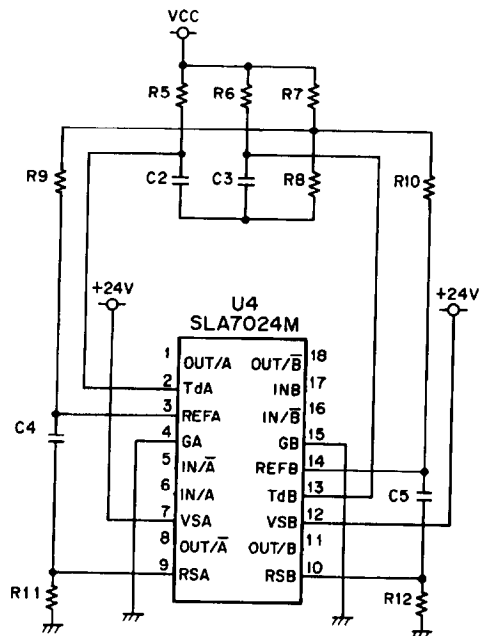 VCC
R5
R6
R7
R9
C2
C3
R8
R10
+24V
+24V
U4
SLA7024M
1 OUT/A OUT/B̅ 18
2 TdA INB 17
3 REFA IN/B̅ 16
4 GA GB 15
5 IN/A̅ REFB 14
6 IN/A TdB 13
7 VSA VSB 12
8 OUT/A̅ OUT/B 11
9 RSA RSB 10
C4
C5
R11
R12